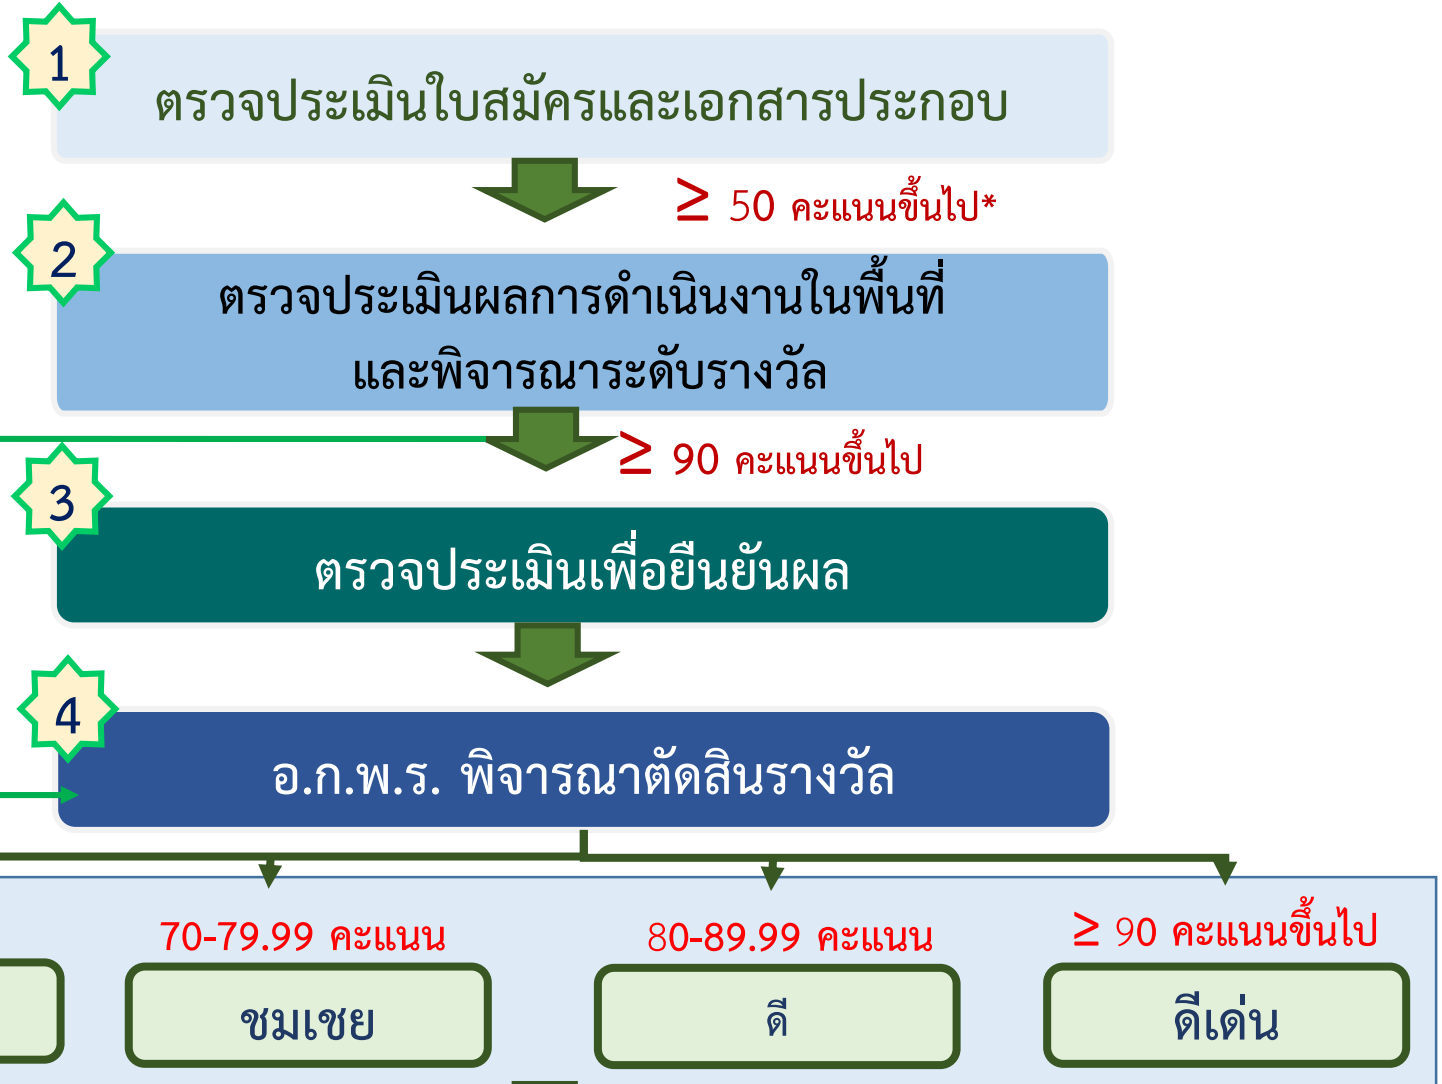 1
ตรวจประเมินใบสมัครและเอกสารประกอบ
≥ 50 คะแนนขึ้นไป*
2
ตรวจประเมินผลการดำเนินงานในพื้นที่
และพิจารณาระดับรางวัล
≥ 90 คะแนนขึ้นไป
3
ตรวจประเมินเพื่อยืนยันผล
4
อ.ก.พ.ร. พิจารณาตัดสินรางวัล
70-79.99 คะแนน
80-89.99 คะแนน
≥ 90 คะแนนขึ้นไป
ชมเชย
ดี
ดีเด่น